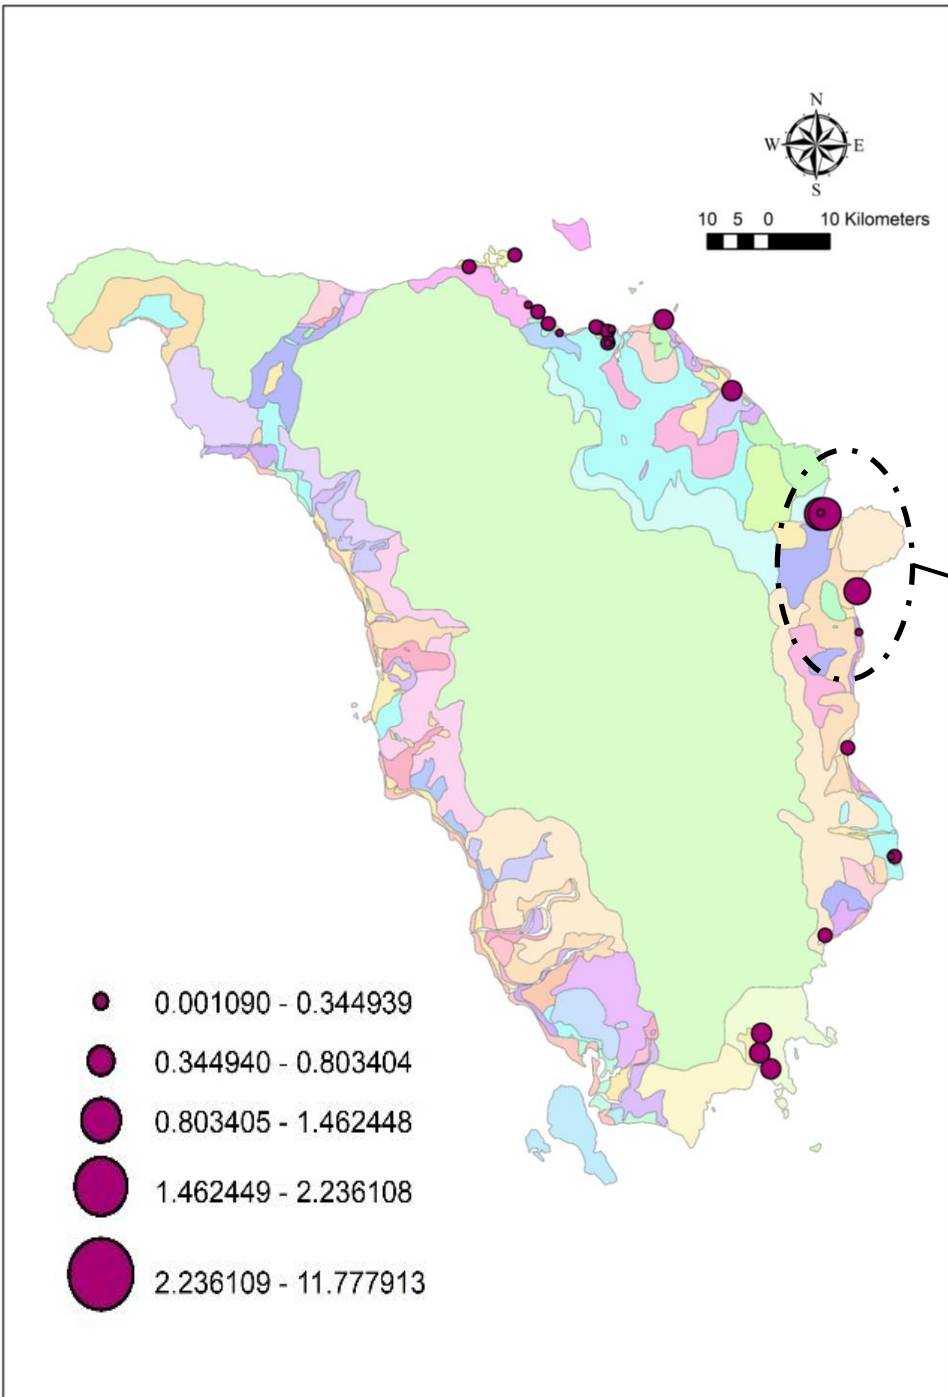 N
W E
S
10 5 0 10 Kilometers
0.001090 - 0.344939
0.344940 - 0.803404
0.803405 - 1.462448
1.462449 - 2.236108
2.236109 - 11.777913